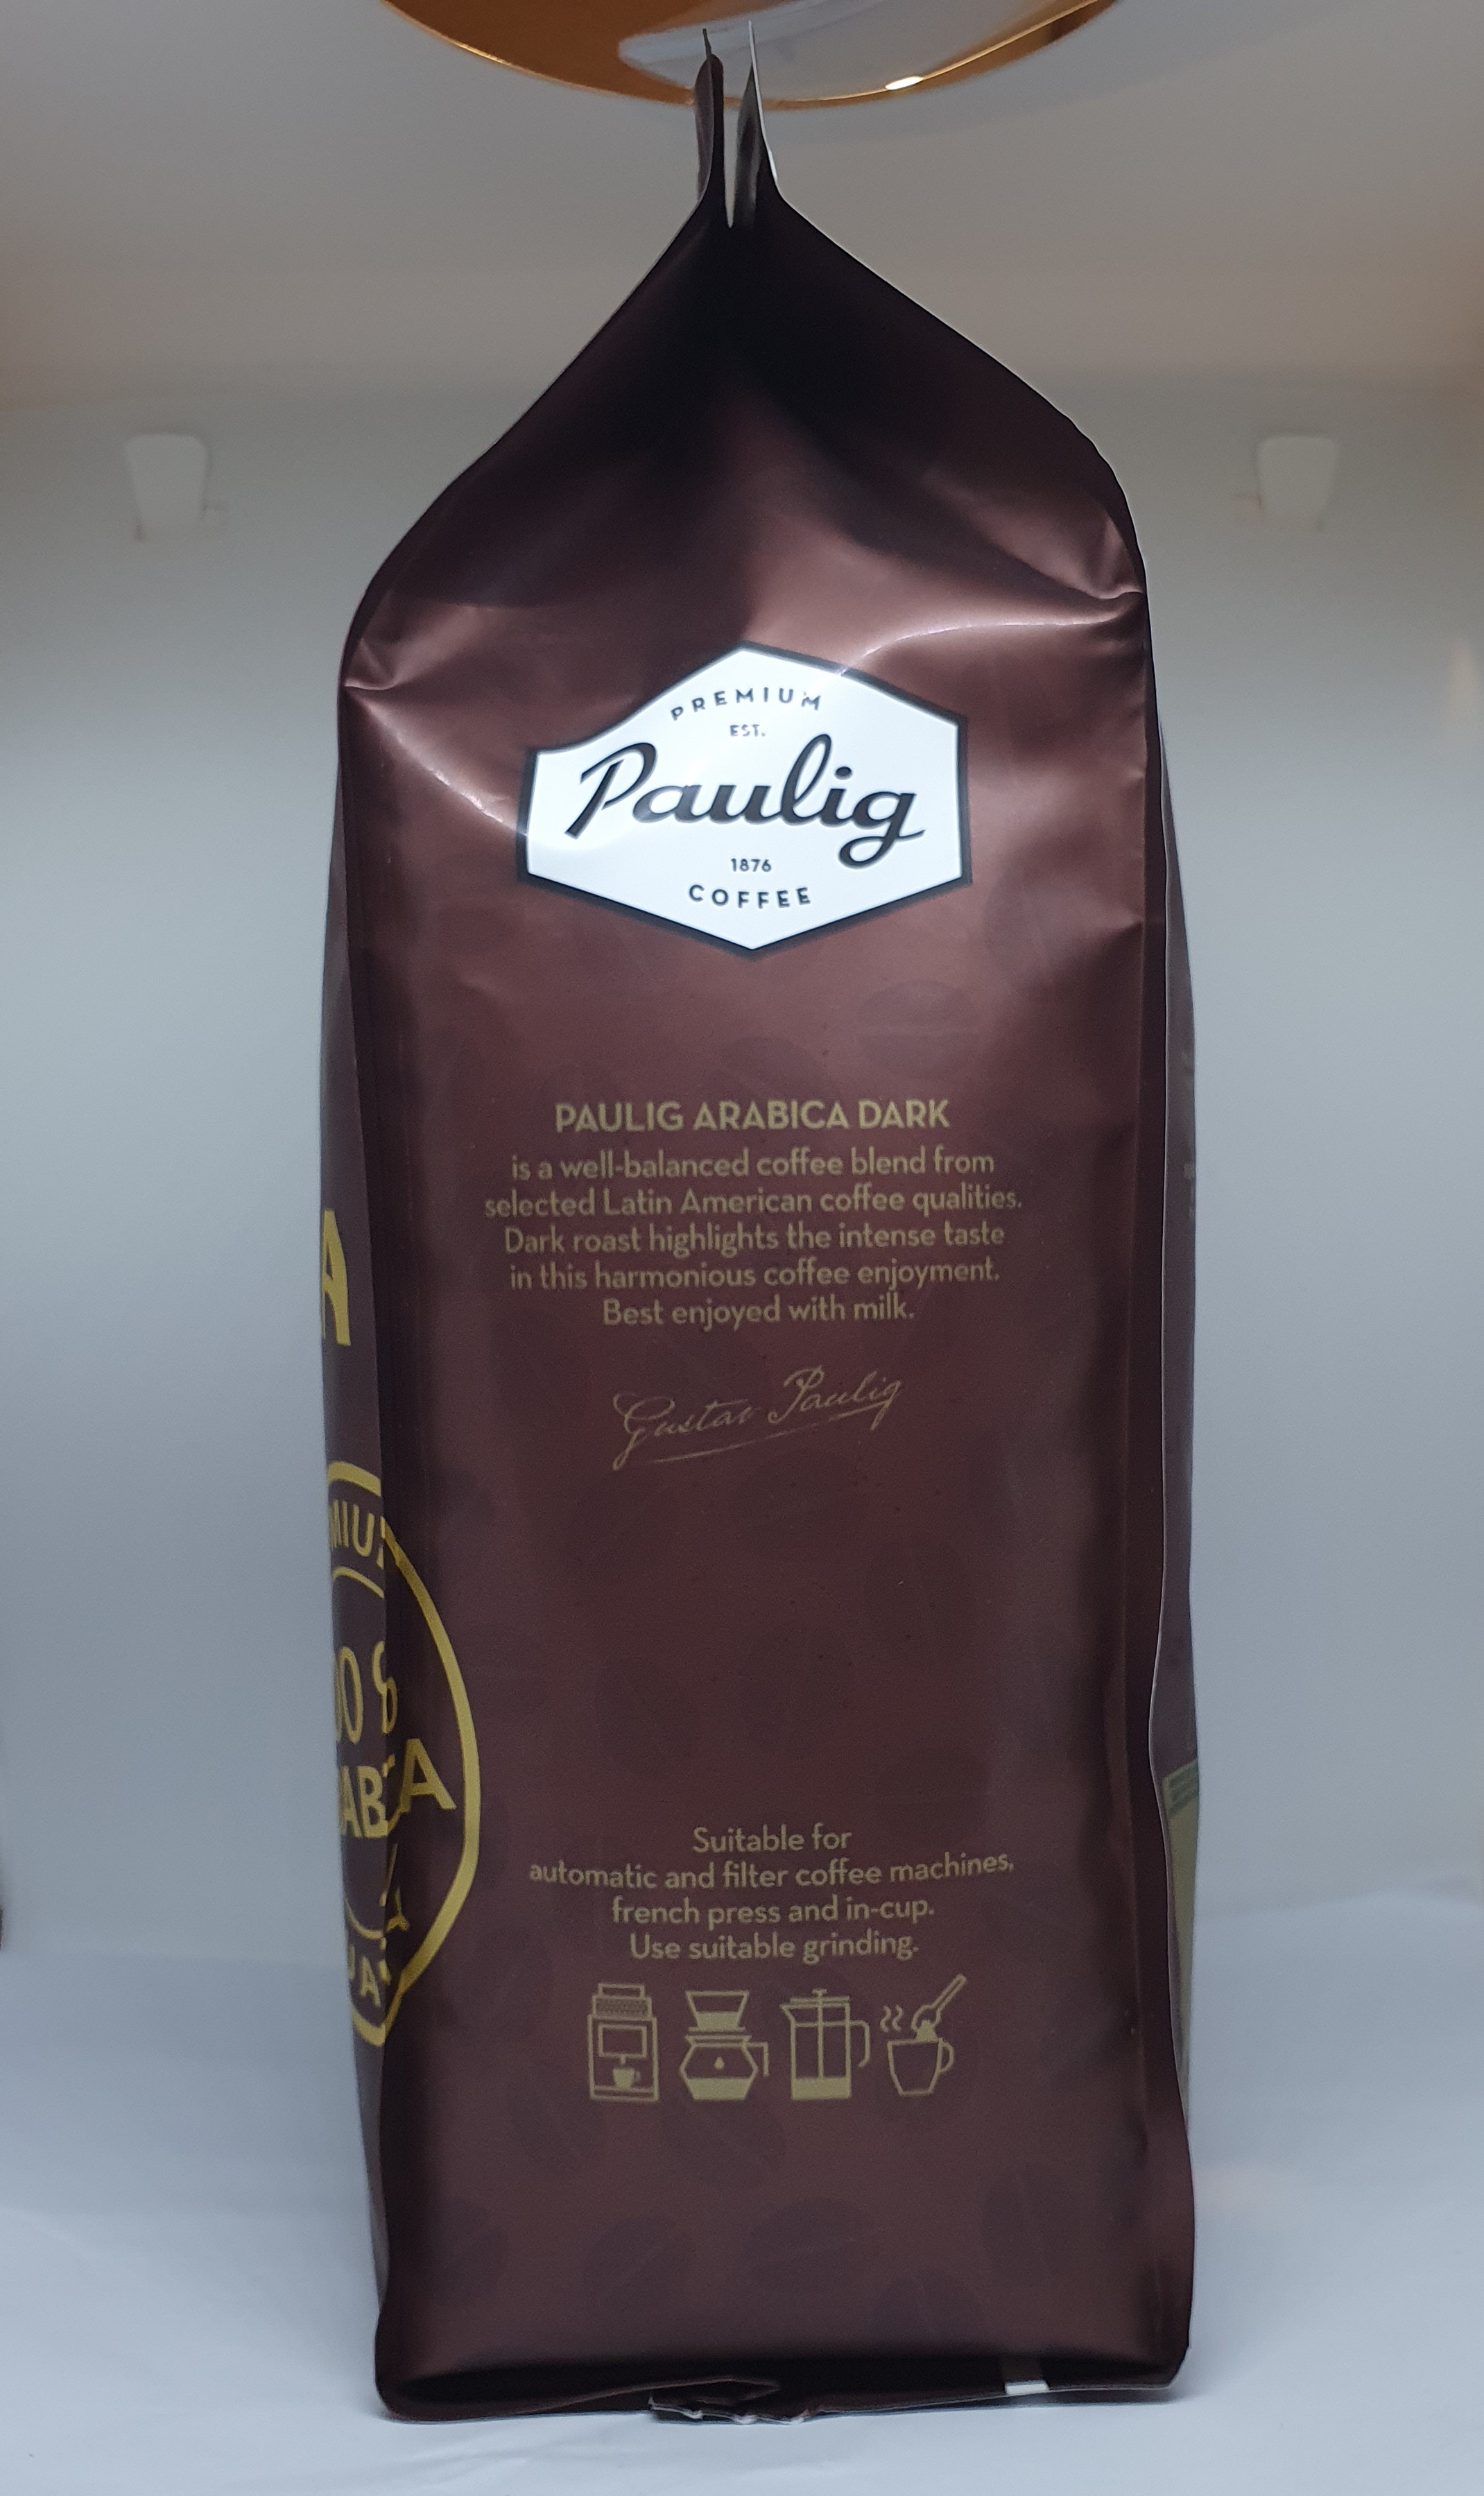 PREMIUM
EST.
Paulig
1876
COFFEE
PAULIG ARABICA DARK
is a well-balanced coffee blend from
selected Latin American coffee qualities.
Dark roast highlights the intense taste
in this harmonious coffee enjoyment.
Best enjoyed with milk.
Gustav Paulig
Suitable for
automatic and filter coffee machines,
french press and in-cup.
Use suitable grinding.